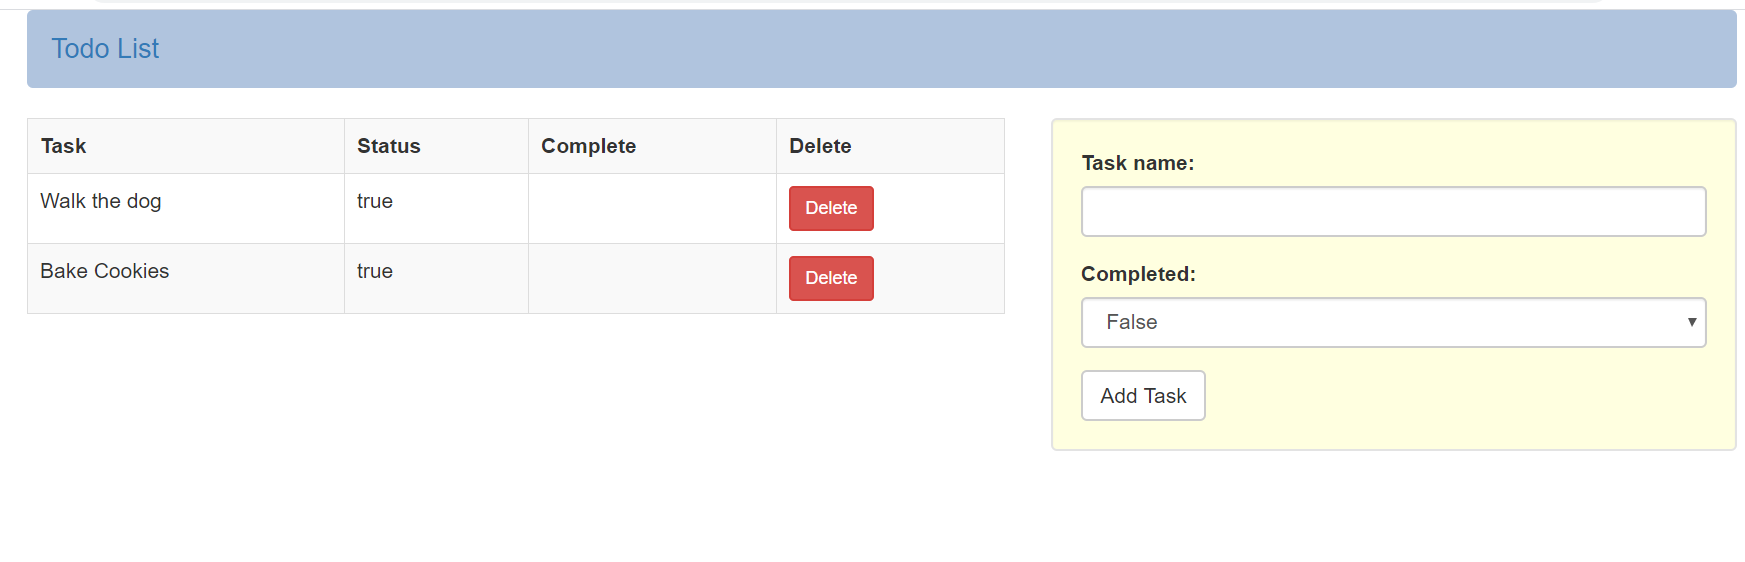 Todo List
Task Status Complete Delete
Walk the dog true Delete
Bake Cookies true Delete
Task name:
Completed:
False
Add Task